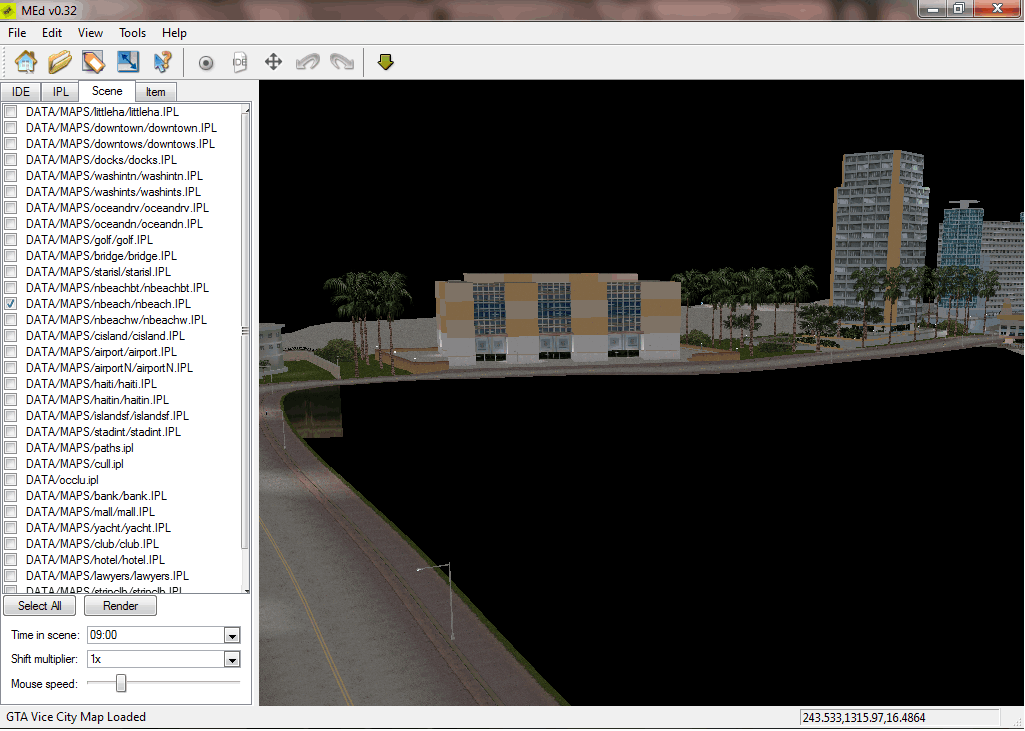 MEd v0.32
File Edit View Tools Help
IDE
IDE IPL Scene Item
DATA/MAPS/littleha/littleha.IPL
DATA/MAPS/downtown/downtown.IPL
DATA/MAPS/downtows/downtows.IPL
DATA/MAPS/docks/docks.IPL
DATA/MAPS/washintn/washintn.IPL
DATA/MAPS/washints/washints.IPL
DATA/MAPS/oceandrv/oceandrv.IPL
DATA/MAPS/oceandn/oceandn.IPL
DATA/MAPS/golf/golf.IPL
DATA/MAPS/bridge/bridge.IPL
DATA/MAPS/starisl/starisl.IPL
DATA/MAPS/nbeachbt/nbeachbt.IPL
DATA/MAPS/nbeach/nbeach.IPL
DATA/MAPS/nbeachw/nbeachw.IPL
DATA/MAPS/cisland/cisland.IPL
DATA/MAPS/airport/airport.IPL
DATA/MAPS/airportN/airportN.IPL
DATA/MAPS/haiti/haiti.IPL
DATA/MAPS/haitin/haitin.IPL
DATA/MAPS/islandsf/islandsf.IPL
DATA/MAPS/stadint/stadint.IPL
DATA/MAPS/paths.ipl
DATA/MAPS/cull.ipl
DATA/occlu.ipl
DATA/MAPS/bank/bank.IPL
DATA/MAPS/mall/mall.IPL
DATA/MAPS/yacht/yacht.IPL
DATA/MAPS/club/club.IPL
DATA/MAPS/hotel/hotel.IPL
DATA/MAPS/lawyers/lawyers.IPL
DATA/MAPS/stripclb/stripclb.IPL
Select All Render
Time in scene: 09:00
Shift multiplier: 1x
Mouse speed:
GTA Vice City Map Loaded 243.533,1315.97,16.4864